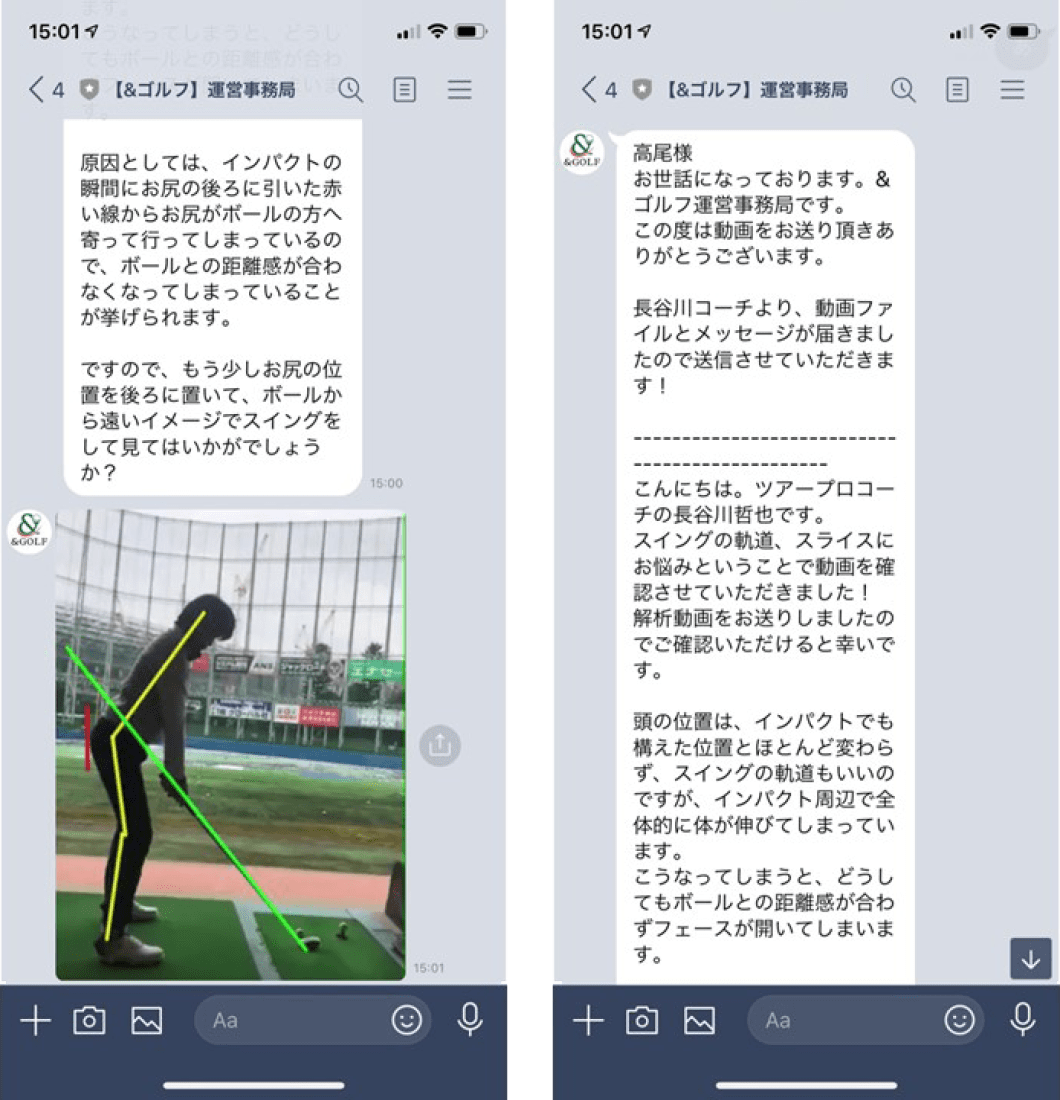 15:01
4
【&ゴルフ】運営事務局
原因としては、インパクトの
瞬間にお尻の後ろに引いた赤
い線からお尻がボールの方へ
寄って行ってしまっているの
で、ボールとの距離感が合わ
なくなってしまっていること
が挙げられます。
ですので、もう少しお尻の位
置を後ろに置いて、ボールか
ら遠いイメージでスイングを
して見てはいかがでしょう
か？
15:00
&GOLF
15:01
Aa
15:01
4
【&ゴルフ】運営事務局
&GOLF
高尾様
お世話になっております。&
ゴルフ運営事務局です。
この度は動画をお送り頂きあ
りがとうございます。
長谷川コーチより、動画ファ
イルとメッセージが届きまし
たので送信させていただきま
す！
---------------------------
--------------------
こんにちは。ツアープロコー
チの長谷川哲也です。
スイングの軌道、スライスに
お悩みということで動画を確
認させていただきました！
解析動画をお送りしましたの
でご確認いただけると幸いで
す。
頭の位置は、インパクトでも
構えた位置とほとんど変わら
ず、スイングの軌道もいいの
ですが、インパクト周辺で全
体的に体が伸びてしまってい
ます。
こうなってしまうと、どうし
てもボールとの距離感が合わ
ずフェースが開いてしまいま
す。
Aa